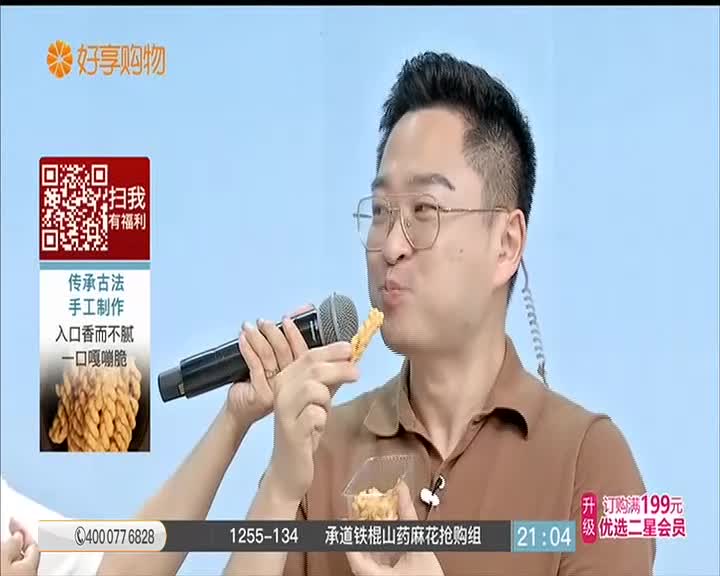 好享购物
扫我
有福利
传承古法
手工制作
入口香而不腻
一口嘎嘣脆
400 077 6828
1255-134
承道铁棍山药麻花抢购组
21:04
升级
订购满199元
优选二星会员